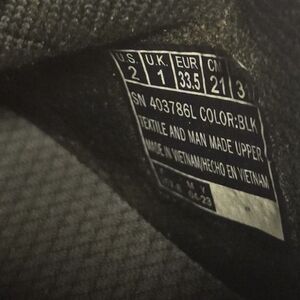 U.S. U.K. EUR CM
2 1 33.5 21 3
SN 403786L COLOR:BLK
TEXTILE AND MAN MADE UPPER
MADE IN VIETNAM/HECHO EN VIETNAM